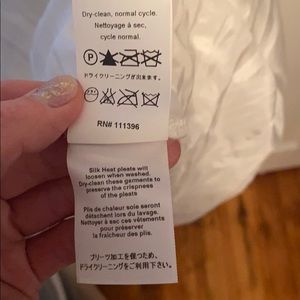 Dry-clean, normal cycle.
Nettoyage à sec,
cycle normal.
P
ドライクリーニングが出来ます。
RN# 111396
Silk Heat pleats will
loosen when washed.
Dry-clean these garments to
preserve the crispness
of the pleats
Plis de chaleur soie seront
détachér lors du lavage.
Nettoyer à sec ces vêtements
pour préserver
la fraîcheur des plis.
プリーツ加工を保つため、
ドライクリーニングをご利用下さい。